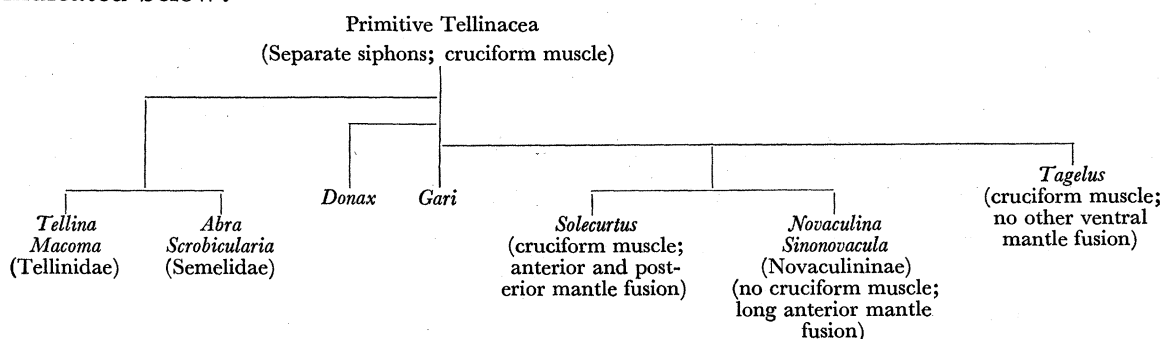 Primitive Tellinacea
(Separate siphons; cruciform muscle)
Donax
Gari
Tellina
Macoma
(Tellinidae)
Abra
Scrobicularia
(Semelidae)
Solecurtus
(cruciform muscle;
anterior and post-
erior mantle fusion)
Novaculina
Sinonovacula
(Novaculininae)
(no cruciform muscle;
long anterior mantle
fusion)
Tagelus
(cruciform muscle;
no other ventral
mantle fusion)